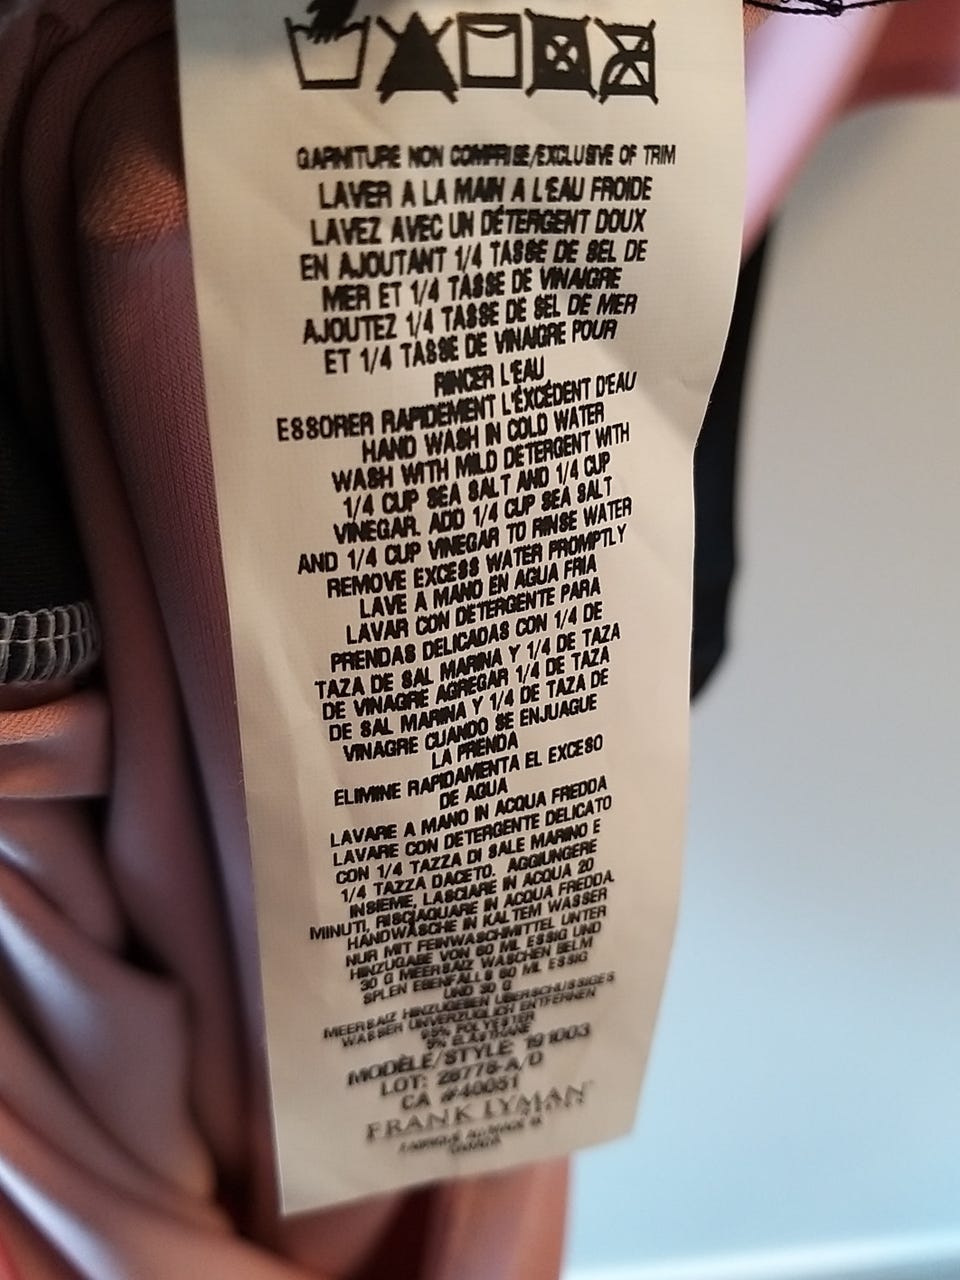 GARNITURE NON COMPRISE/EXCLUSIVE OF TRIM
LAVER A LA MAIN A L'EAU FROIDE
LAVEZ AVEC UN DÉTERGENT DOUX
EN AJOUTANT 1/4 TASSE DE SEL DE
MER ET 1/4 TASSE DE VINAIGRE
AJOUTEZ 1/4 TASSE DE SEL DE MER
ET 1/4 TASSE DE VINAIGRE POUR
RINCER L'EAU
ESSORER RAPIDEMENT L'ÉXCÉDENT D'EAU
HAND WASH IN COLD WATER
WASH WITH MILD DETERGENT WITH
1/4 CUP SEA SALT AND 1/4 CUP
VINEGAR. ADD 1/4 CUP SEA SALT
AND 1/4 CUP VINEGAR TO RINSE WATER
REMOVE EXCESS WATER PROMPTLY
LAVE A MANO EN AGUA FRIA
LAVAR CON DETERGENTE PARA
PRENDAS DELICADAS CON 1/4 DE
TAZA DE SAL MARINA Y 1/4 DE TAZA
DE VINAGRE AGREGAR 1/4 DE TAZA
DE SAL MARINA Y 1/4 DE TAZA DE
VINAGRE CUANDO SE ENJUAGUE
LA PRENDA
ELIMINE RAPIDAMENTA EL EXCESO
DE AGUA
LAVARE A MANO IN ACQUA FREDDA
LAVARE CON DETERGENTE DELICATO
CON 1/4 TAZZA DI SALE MARINO E
1/4 TAZZA DACETO. AGGIUNGERE
INSIEME, LASCIARE IN ACQUA 20
MINUTI, RISCIAQUARE IN ACQUA FREDDA.
HANDWÄSCHE IN KALTEM WASSER
NUR MIT FEINWASCHMITTEL UNTER
HINZUGABE VON 60 ML ESSIG UND
30 G MEERSALZ WASCHEN BEIM
SPLEN EBENFALLS 60 ML ESSIG
UND 30 G
MEERSALZ HINZUGEBEN ÜBERSCHUSSIGES
WASSER UNVERZUGLICH ENTFERNEN
95% POLYESTER
5% ELASTHANE
MODÈLE/STYLE: 191003
LOT: 28776-A/D
CA #40051
FRANK LYMAN